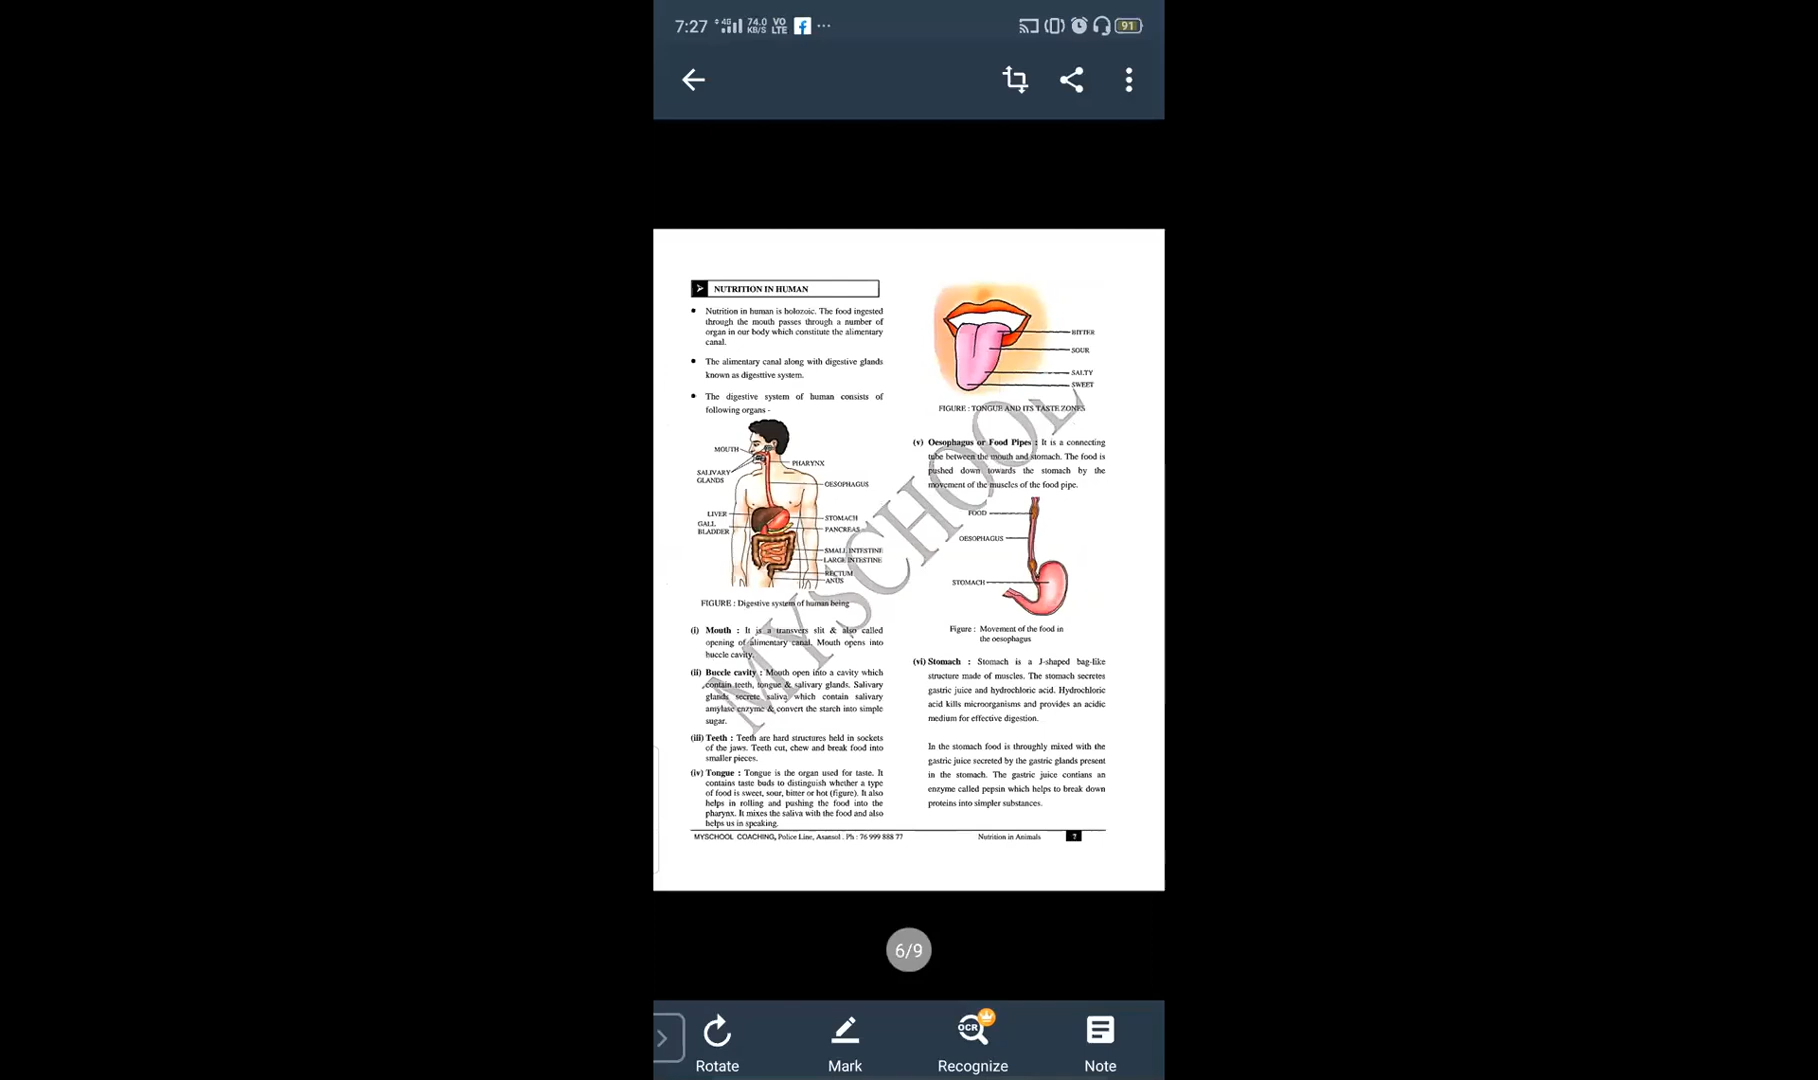 7:27 4G 74.0 KB/S VO LTE 91
NUTRITION IN HUMAN
Nutrition in human is holozoic. The food ingested
through the mouth passes through a number of
organ in our body which constitute the alimentary
canal.
The alimentary canal along with digestive glands
known as digesttive system.
The digestive system of human consists of
following organs -
MOUTH
SALIVARY
GLANDS
PHARYNX
OESOPHAGUS
LIVER
GALL
BLADDER
STOMACH
PANCREAS
SMALL INTESTINE
LARGE INTESTINE
RECTUM
ANUS
FIGURE : Digestive system of human being
(i) Mouth : It is a transvers slit & also called
opening of alimentary canal. Mouth opens into
buccle cavity.
(ii) Buccle cavity : Mouth open into a cavity which
contain teeth, tongue & salivary glands. Salivary
glands secrete saliva which contain salivary
amylase enzyme & convert the starch into simple
sugar.
(iii) Teeth : Teeth are hard structures held in sockets
of the jaws. Teeth cut, chew and break food into
smaller pieces.
(iv) Tongue : Tongue is the organ used for taste. It
contains taste buds to distinguish whether a type
of food is sweet, sour, bitter or hot (figure). It also
helps in rolling and pushing the food into the
pharynx. It mixes the saliva with the food and also
helps us in speaking.
BITTER
SOUR
SALTY
SWEET
FIGURE : TONGUE AND ITS TASTE ZONES
(v) Oesophagus or Food Pipes : It is a connecting
tube between the mouth and stomach. The food is
pushed down towards the stomach by the
movement of the muscles of the food pipe.
FOOD
OESOPHAGUS
STOMACH
Figure : Movement of the food in
the oesophagus
(vi) Stomach : Stomach is a J-shaped bag-like
structure made of muscles. The stomach secretes
gastric juice and hydrochloric acid. Hydrochloric
acid kills microorganisms and provides an acidic
medium for effective digestion.
In the stomach food is throughly mixed with the
gastric juice secreted by the gastric glands present
in the stomach. The gastric juice contians an
enzyme called pepsin which helps to break down
proteins into simpler substances.
MYSCHOOL
MYSCHOOL COACHING, Police Line, Asansol . Ph : 76 999 888 77 Nutrition in Animals 7
6/9
Rotate
Mark
OCR
Recognize
Note